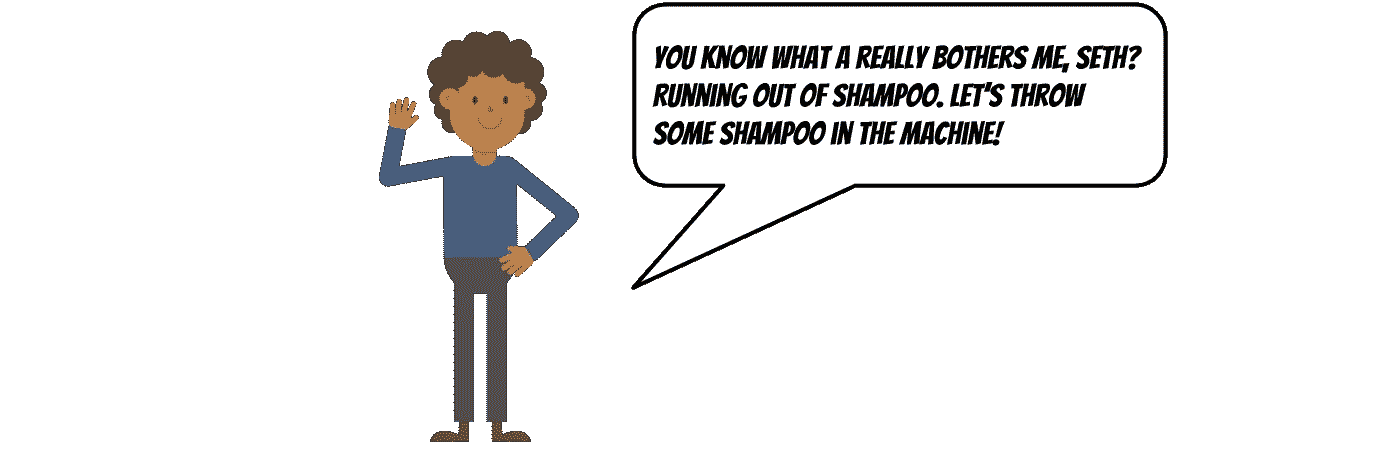 YOU KNOW WHAT A REALLY BOTHERS ME, SETH?
RUNNING OUT OF SHAMPOO. LET'S THROW
SOME SHAMPOO IN THE MACHINE!